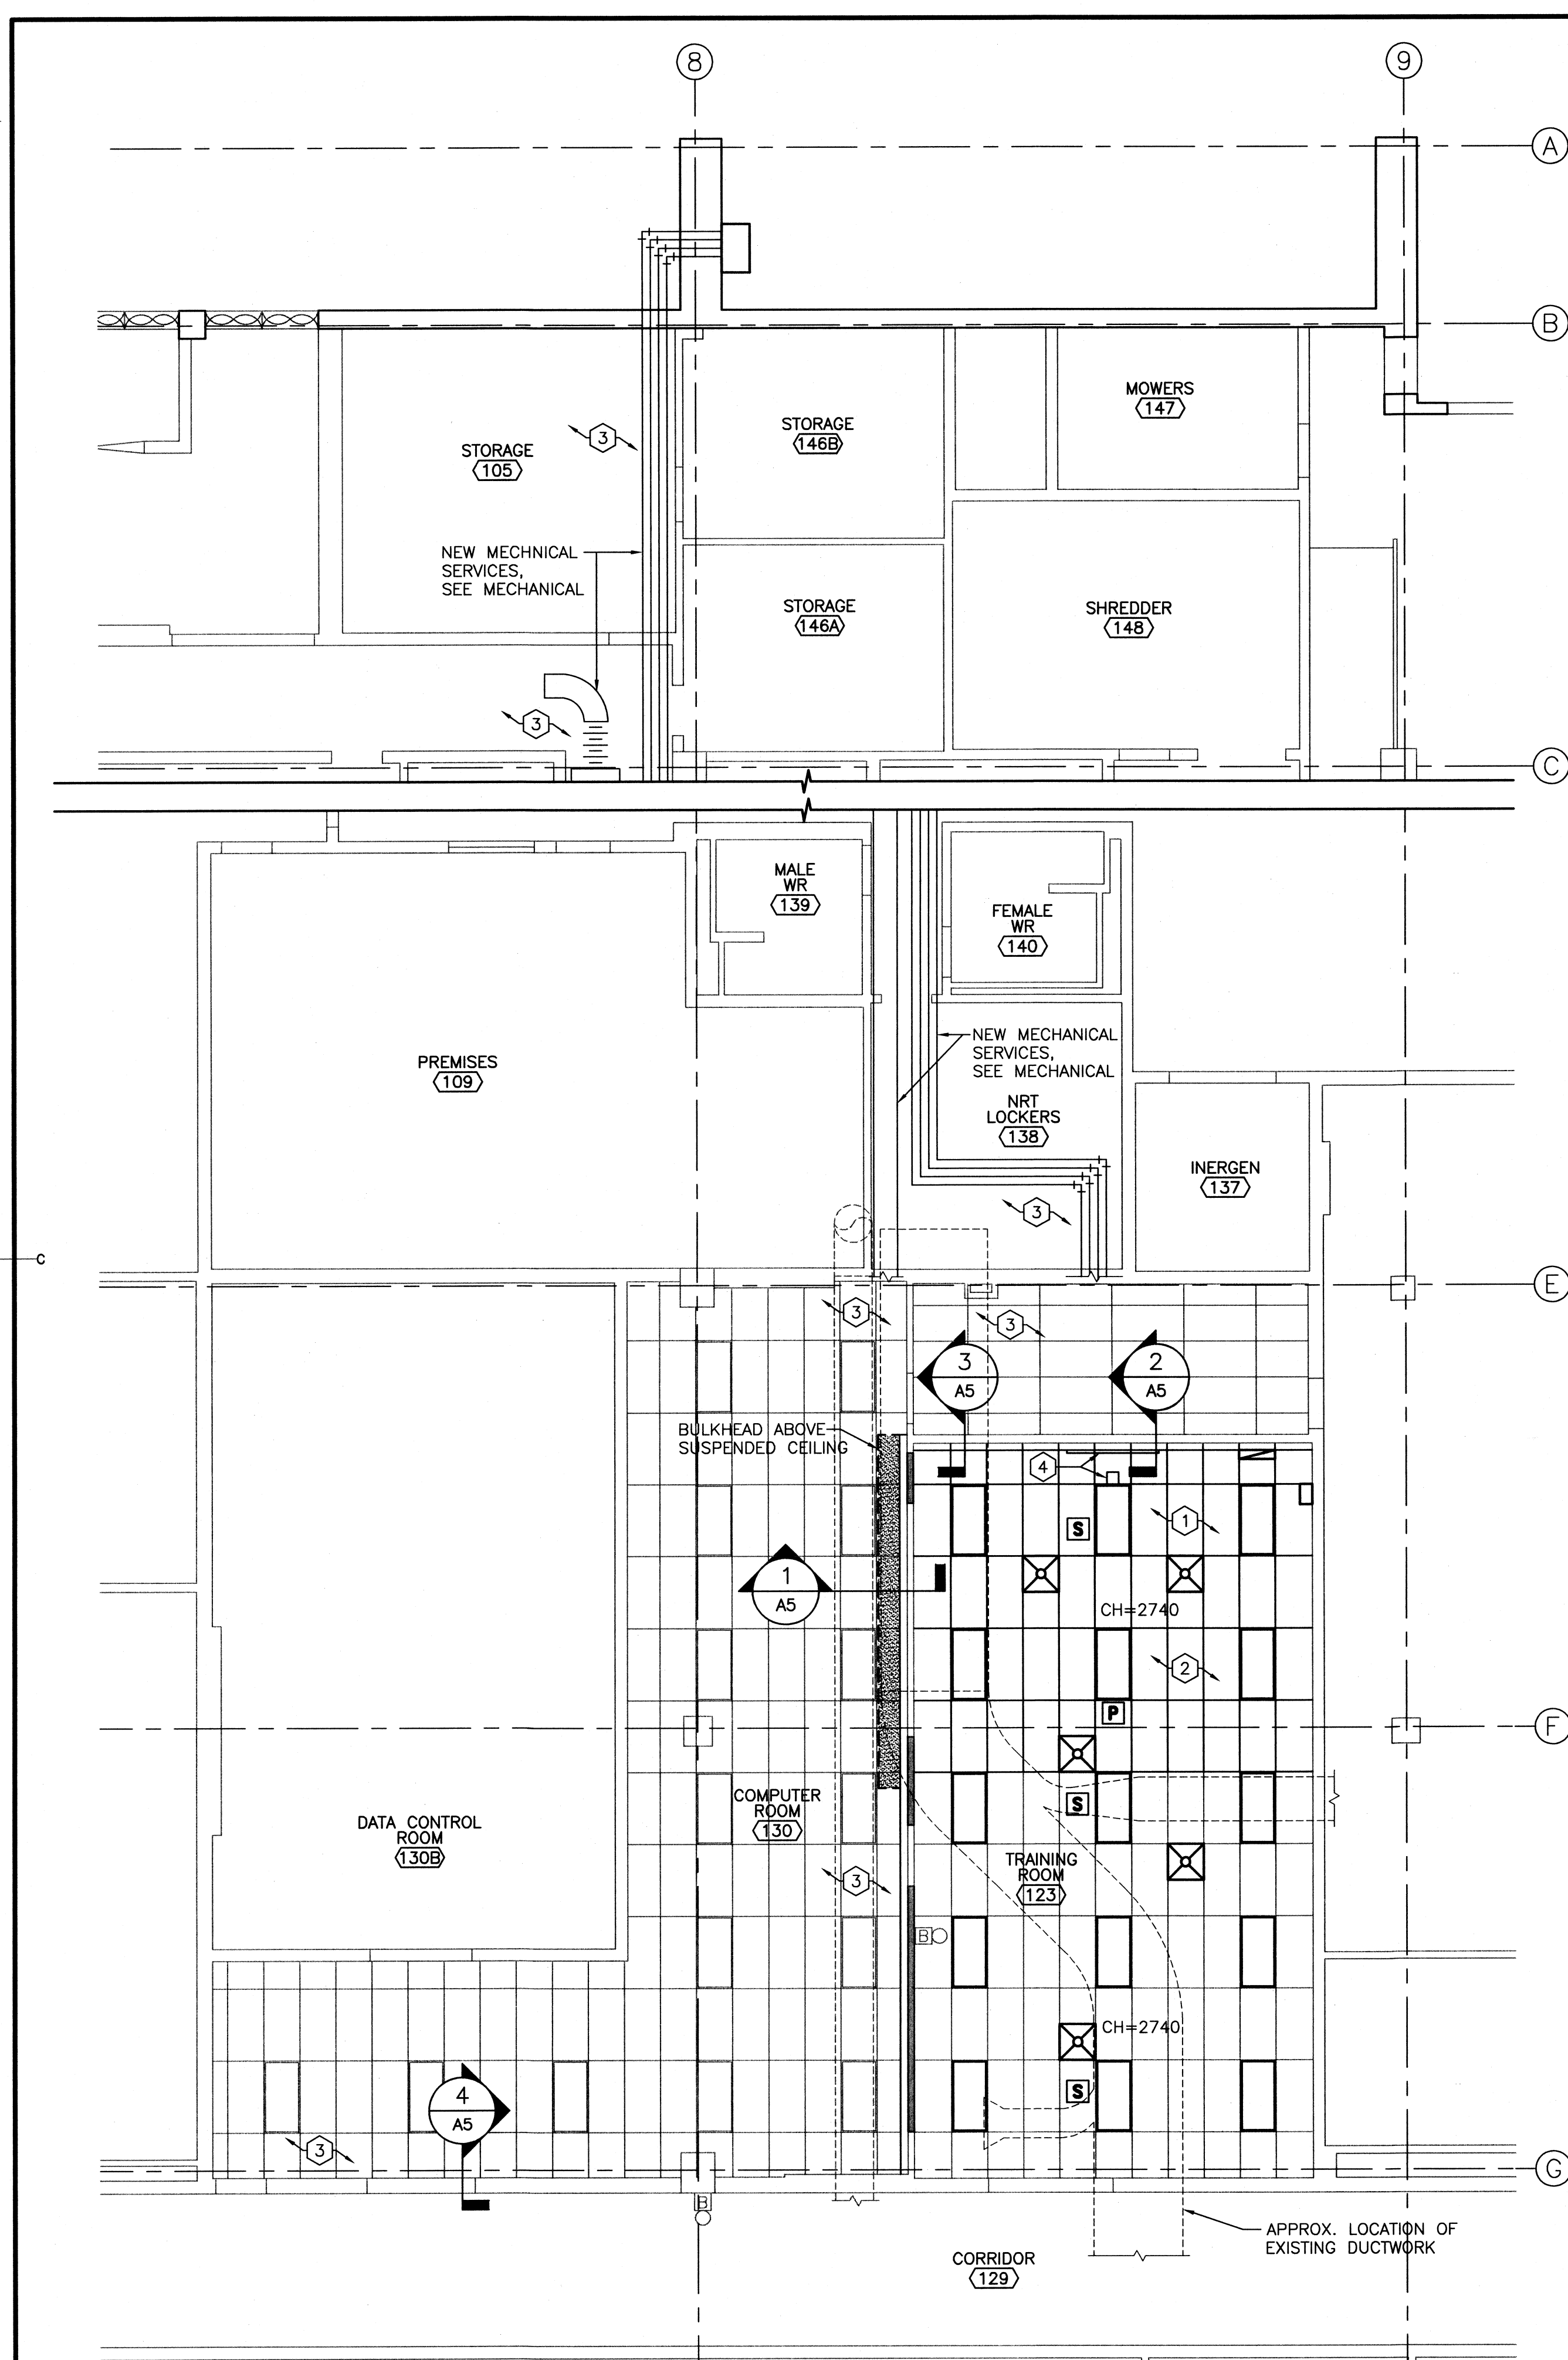 8
9
A
B
MOWERS
147
STORAGE
146B
3
STORAGE
105
NEW MECHNICAL
SERVICES,
SEE MECHANICAL
STORAGE
146A
SHREDDER
148
3
C
MALE
WR
139
FEMALE
WR
140
NEW MECHANICAL
SERVICES,
SEE MECHANICAL
PREMISES
109
NRT
LOCKERS
138
INERGEN
137
3
C
E
3
3
3
A5
2
A5
BULKHEAD ABOVE
SUSPENDED CEILING
4
S
1
1
A5
CH=2740
2
P
F
COMPUTER
ROOM
130
S
DATA CONTROL
ROOM
130B
TRAINING
ROOM
123
3
B
CH=2740
4
A5
S
3
G
B
APPROX. LOCATION OF
EXISTING DUCTWORK
CORRIDOR
129